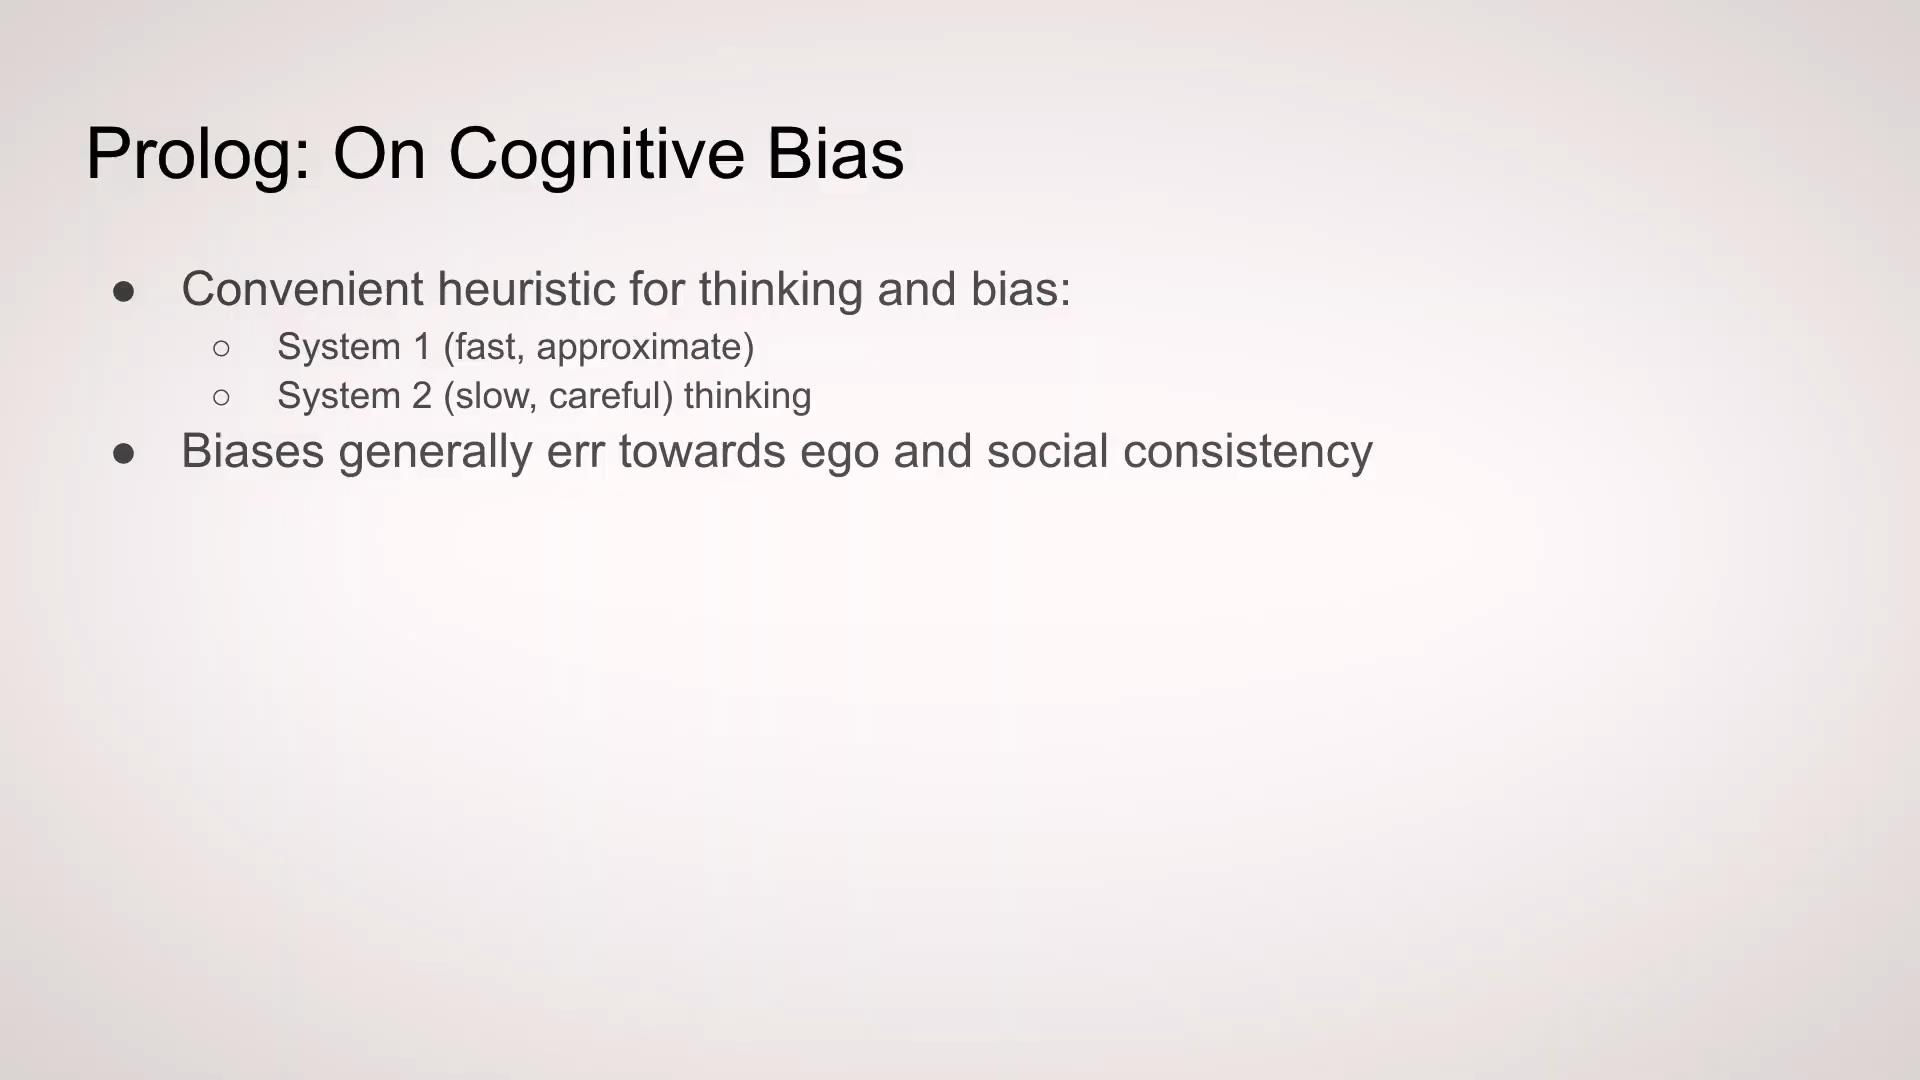 Prolog: On Cognitive Bias
● Convenient heuristic for thinking and bias:
○ System 1 (fast, approximate)
○ System 2 (slow, careful) thinking
● Biases generally err towards ego and social consistency